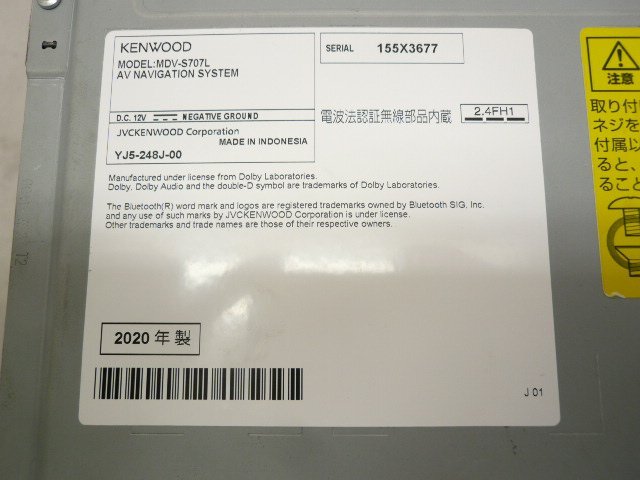 KENWOOD
MODEL:MDV-S707L
AV NAVIGATION SYSTEM
D.C. 12V NEGATIVE GROUND
JVCKENWOOD Corporation
MADE IN INDONESIA
YJ5-248J-00
SERIAL 155X3677
電波法認証無線部品内蔵 2.4FH1
Manufactured under license from Dolby Laboratories.
Dolby, Dolby Audio and the double-D symbol are trademarks of Dolby Laboratories.
The Bluetooth(R) word mark and logos are registered trademarks owned by Bluetooth SIG, Inc.
and any use of such marks by JVCKENWOOD Corporation is under license.
Other trademarks and trade names are those of their respective owners.
2020 年 製
J 01
注意
取り付け
ネジを
付属以
ると、
ること
72